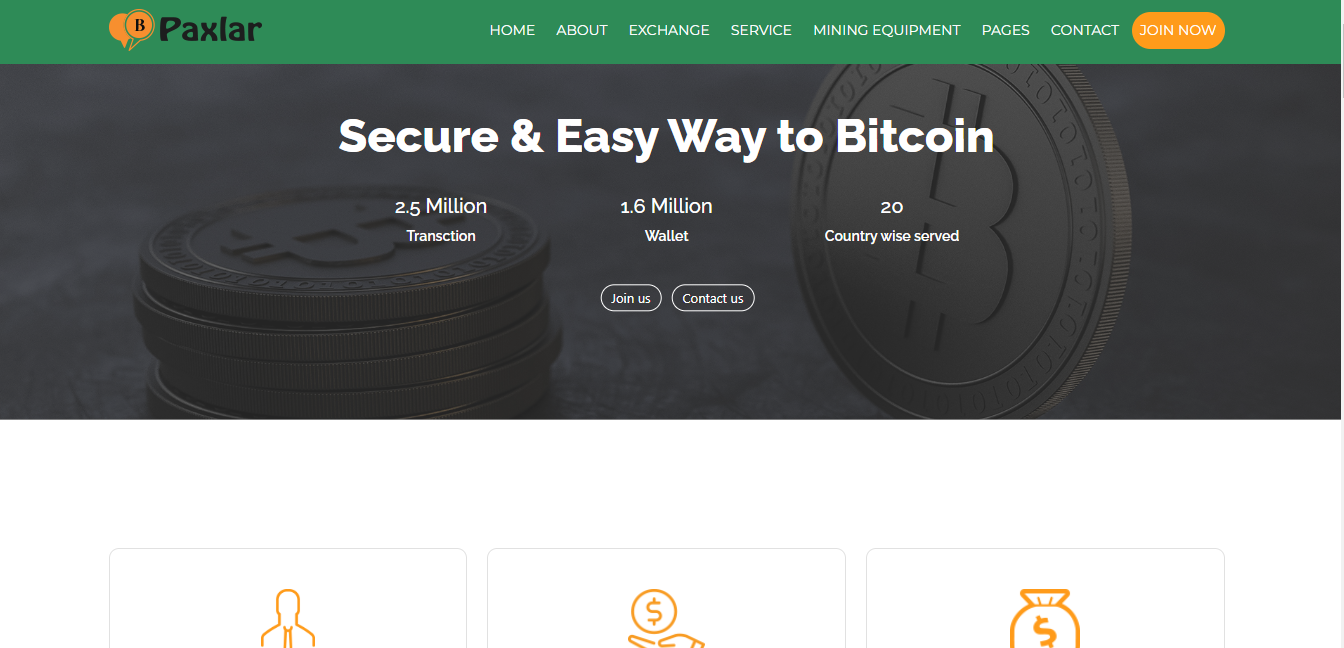 B Paxlar
HOME ABOUT EXCHANGE SERVICE MINING EQUIPMENT PAGES CONTACT JOIN NOW
Secure & Easy Way to Bitcoin
2.5 Million 1.6 Million 20
Transction Wallet Country wise served
Join us Contact us